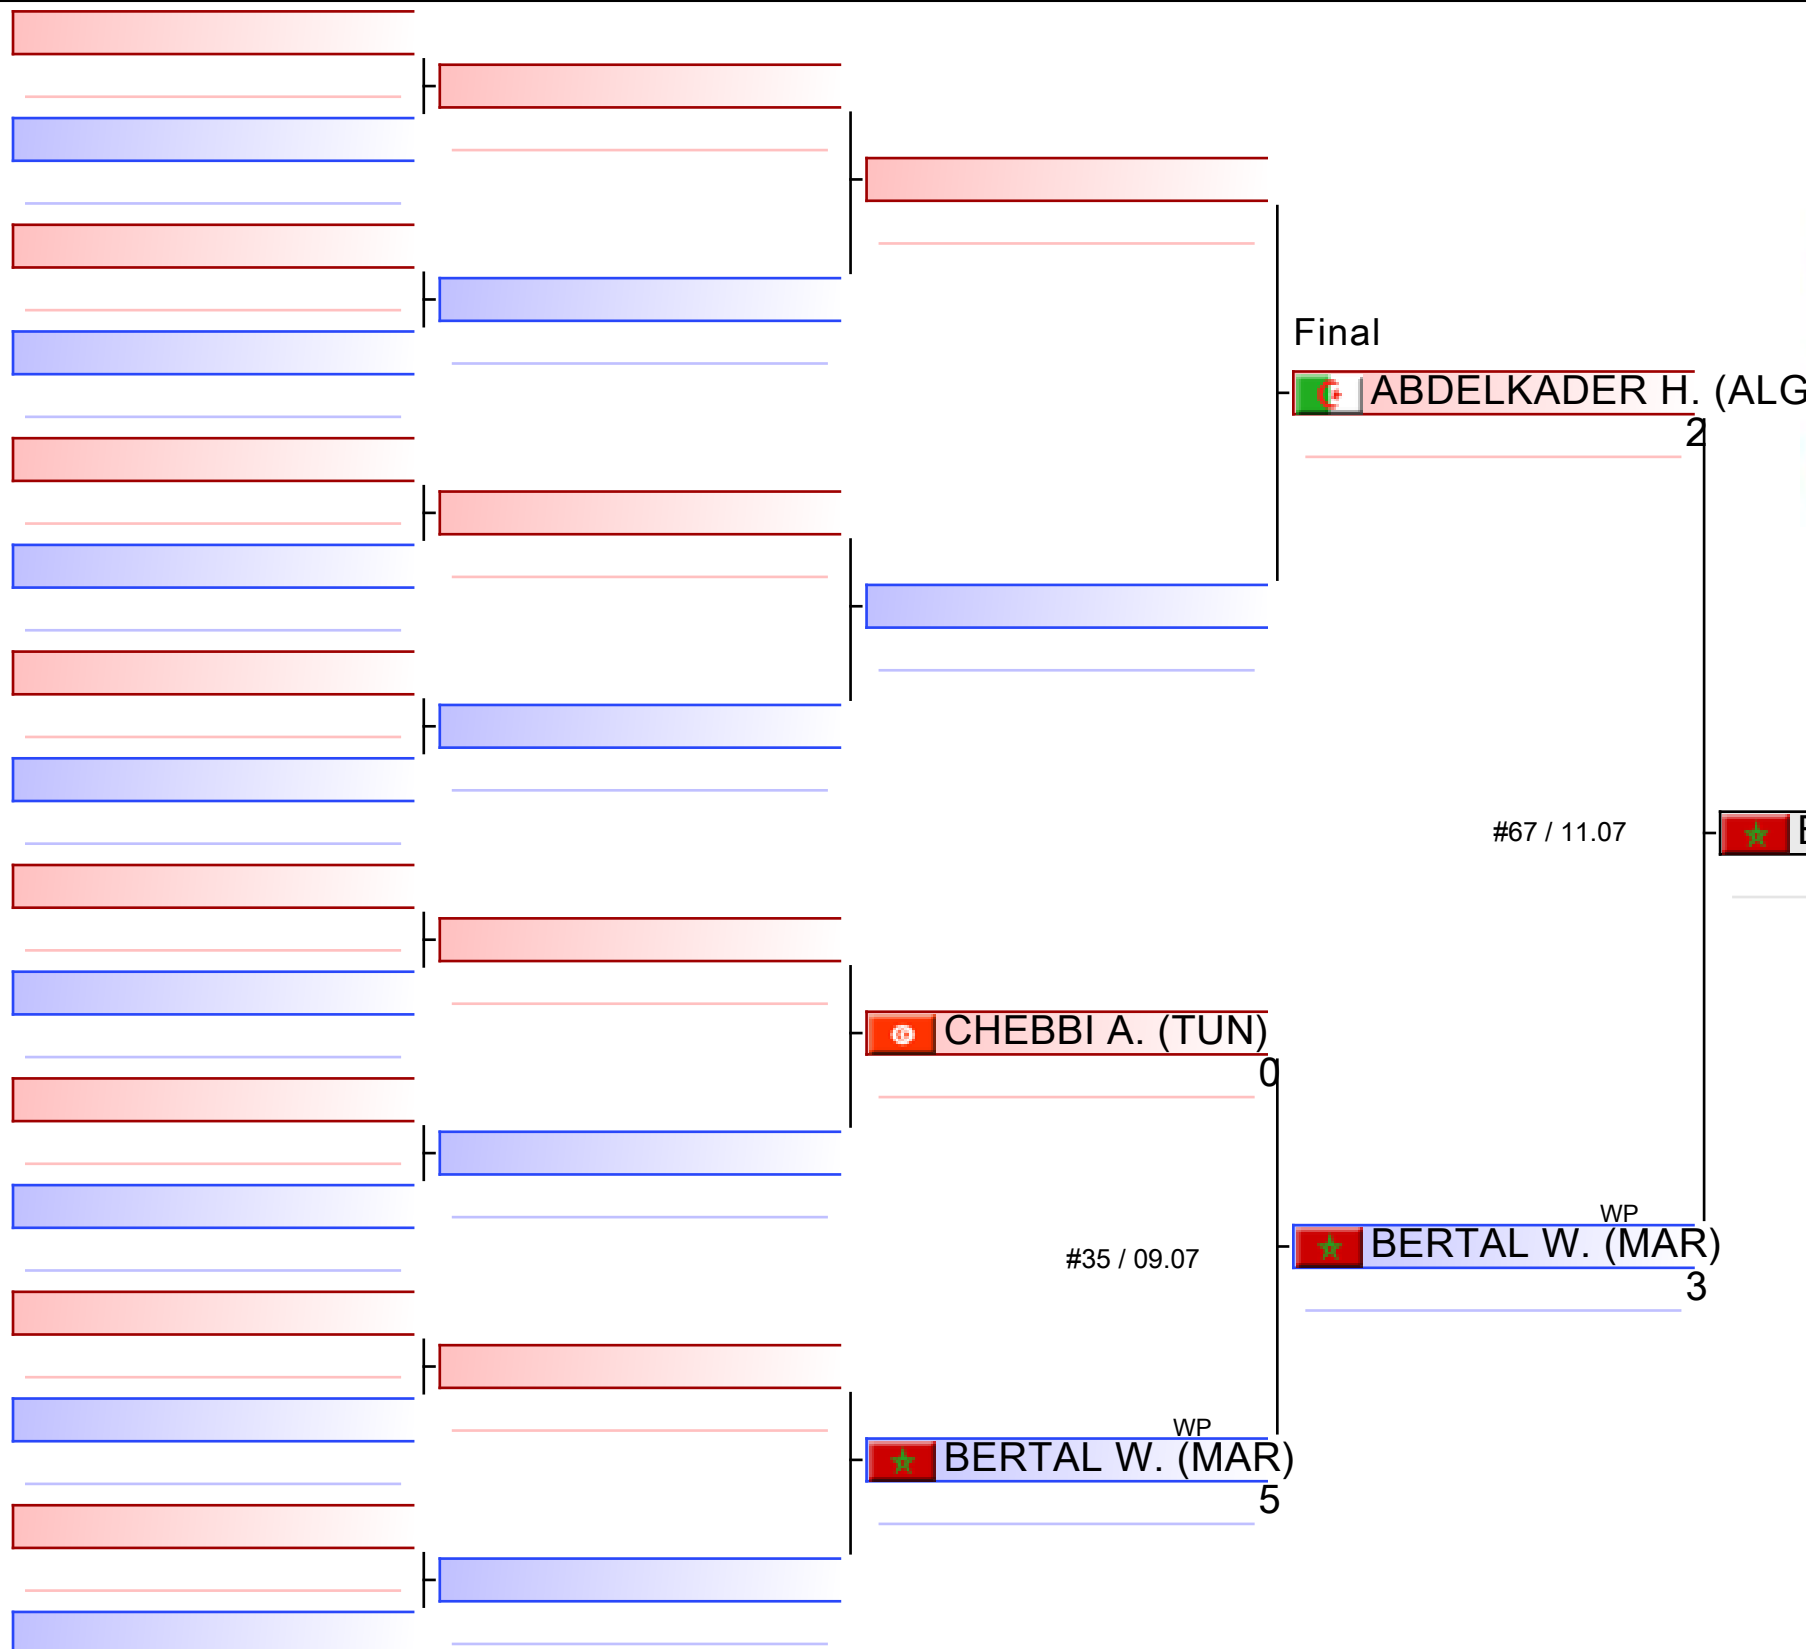 Final
ABDELKADER H. (ALG
2
#67 / 11.07
CHEBBI A. (TUN)
0
WP
BERTAL W. (MAR)
3
#35 / 09.07
WP
BERTAL W. (MAR)
5